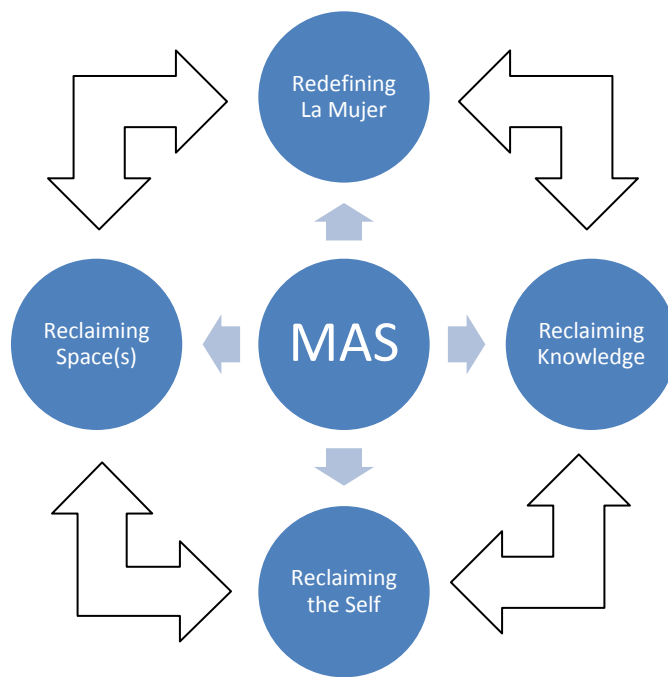 Redefining
La Mujer
Reclaiming
Space(s)
MAS
Reclaiming
Knowledge
Reclaiming
the Self